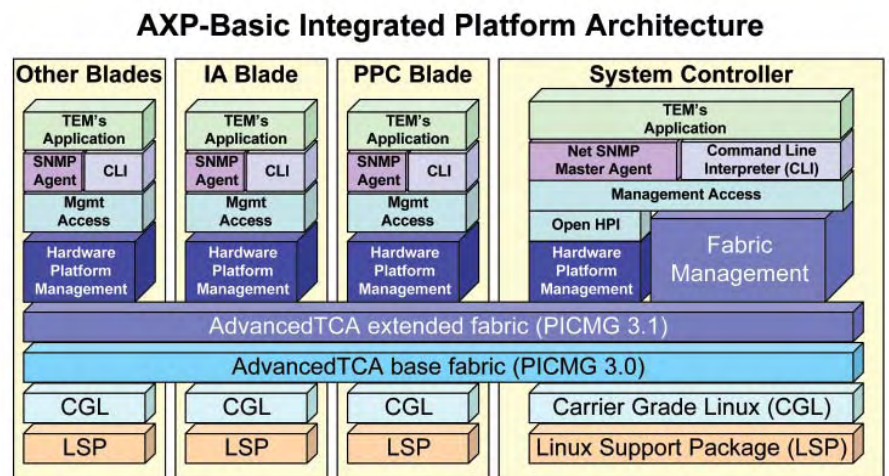 AXP-Basic Integrated Platform Architecture
Other Blades
TEM's
Application
SNMP
Agent
CLI
Mgmt
Access
Hardware
Platform
Management
IA Blade
TEM's
Application
SNMP
Agent
CLI
Mgmt
Access
Hardware
Platform
Management
PPC Blade
TEM's
Application
SNMP
Agent
CLI
Mgmt
Access
Hardware
Platform
Management
System Controller
TEM's
Application
Net SNMP
Master Agent
Command Line
Interpreter (CLI)
Management Access
Open HPI
Hardware
Platform
Management
Fabric
Management
AdvancedTCA extended fabric (PICMG 3.1)
AdvancedTCA base fabric (PICMG 3.0)
CGL
CGL
CGL
Carrier Grade Linux (CGL)
LSP
LSP
LSP
Linux Support Package (LSP)